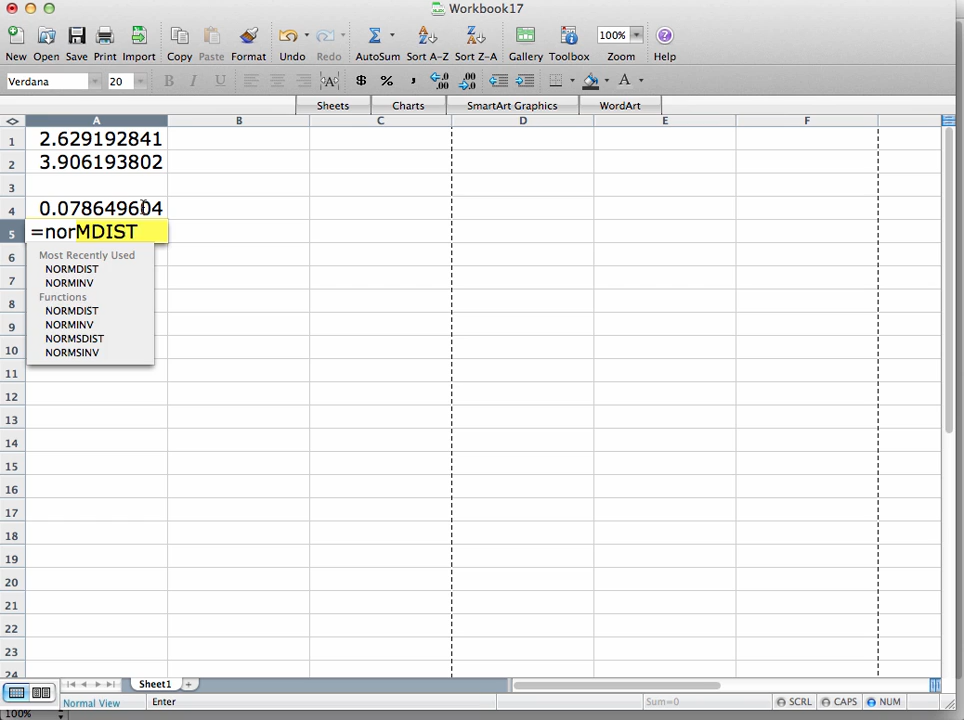 Workbook17
New Open Save Print Import Copy Paste Format Undo Redo AutoSum Sort A-Z Sort Z-A Gallery Toolbox Zoom Help
100%
Verdana 20 B I U A $ % , A
Sheets Charts SmartArt Graphics WordArt
A B C D E F
1 2.629192841
2 3.906193802
3
4 0.078649604
5 =norMDIST
Most Recently Used
6
NORMDIST
7 NORMINV
Functions
8 NORMDIST
9 NORMINV
NORMSDIST
10 NORMSINV
11
12
13
14
15
16
17
18
19
20
21
22
23
24
Sheet1
Normal View Enter Sum=0 SCRL CAPS NUM
100%